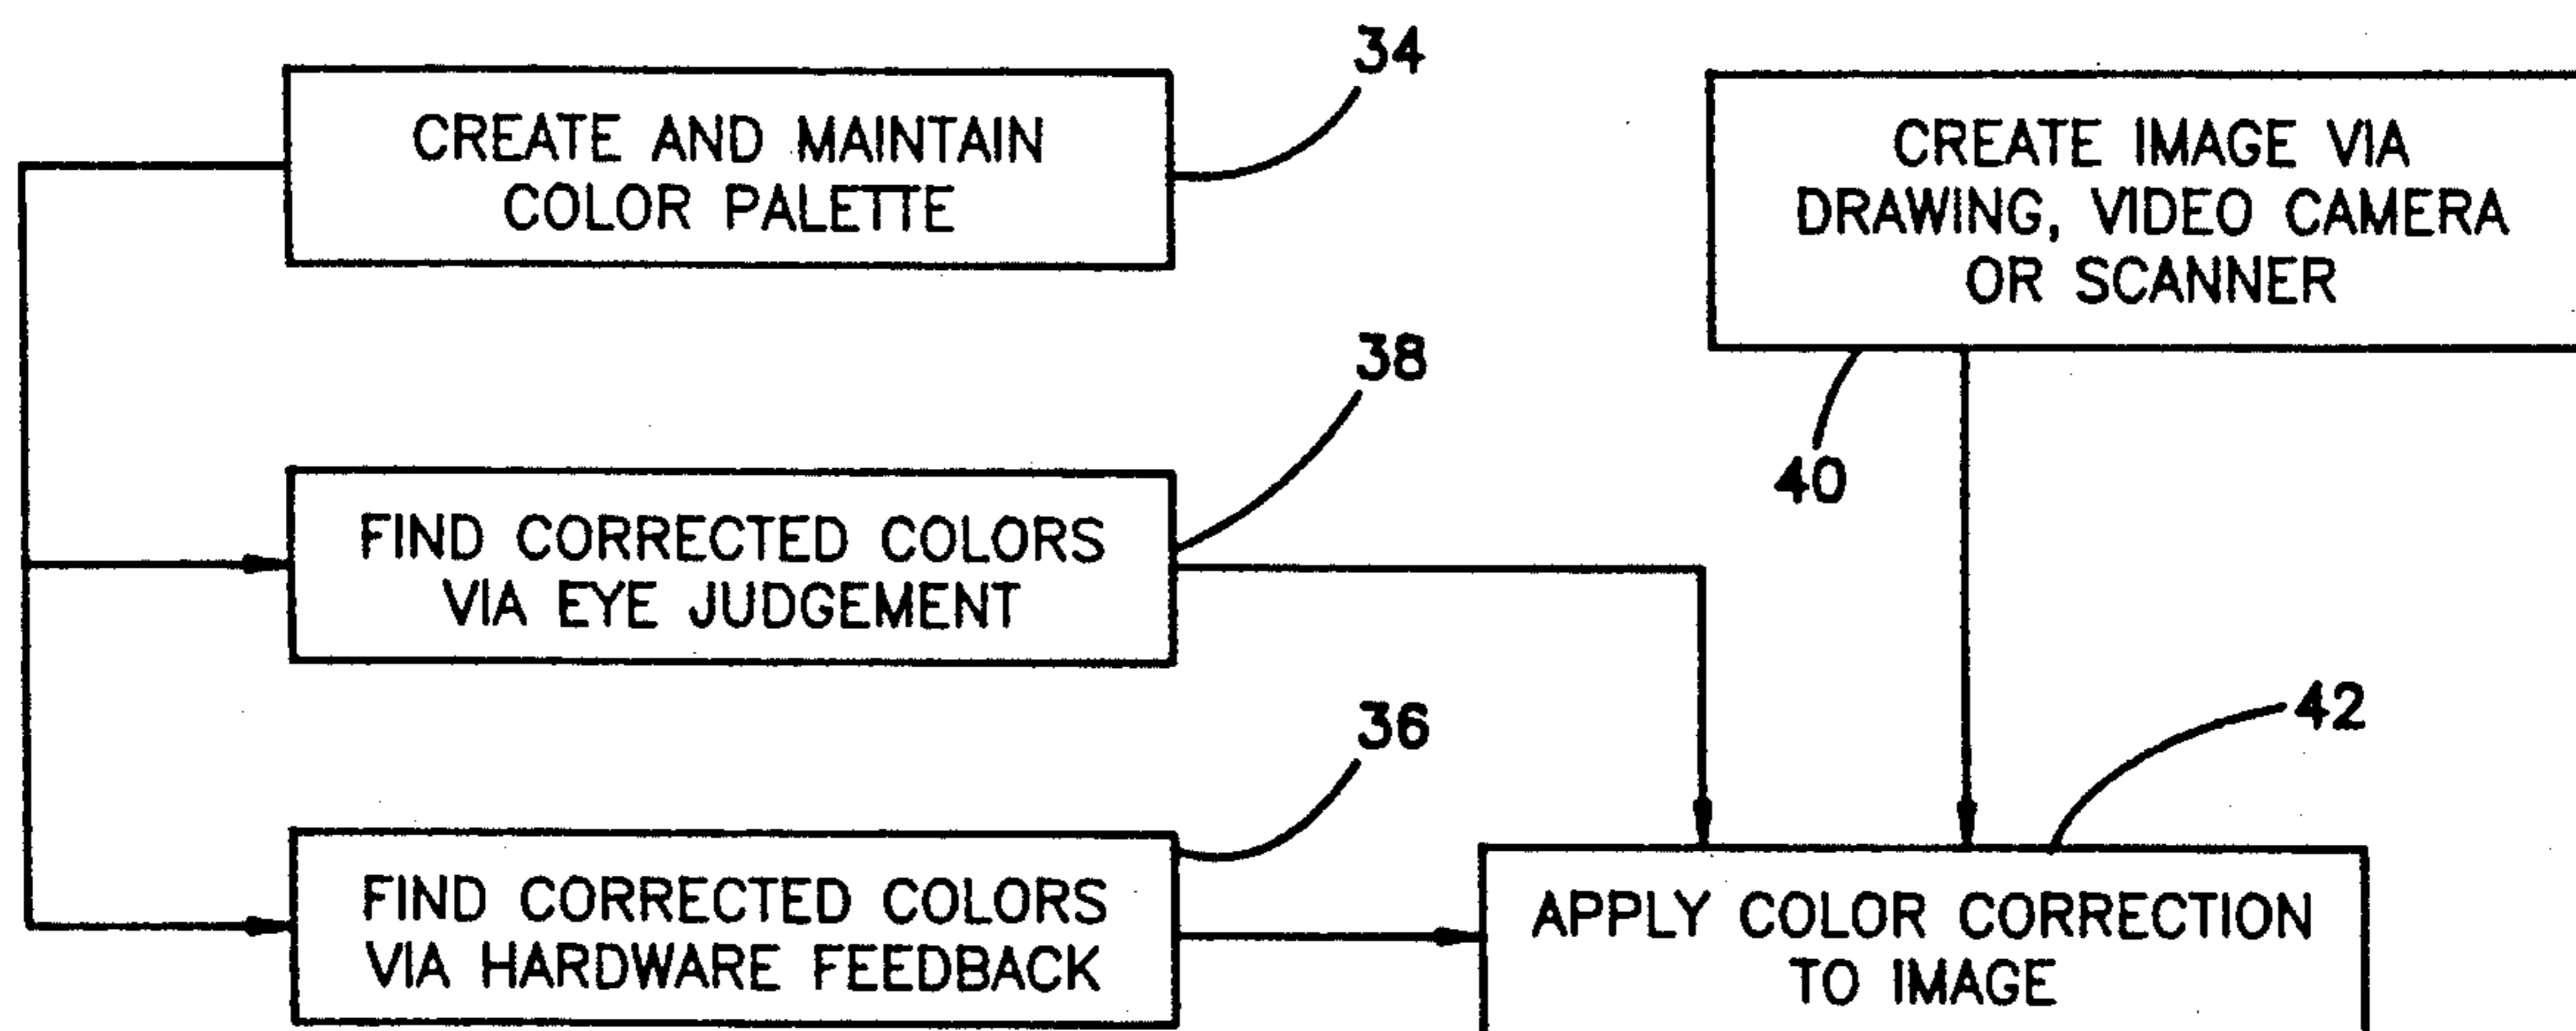 34
CREATE AND MAINTAIN
COLOR PALETTE
CREATE IMAGE VIA
DRAWING, VIDEO CAMERA
OR SCANNER
40
38
FIND CORRECTED COLORS
VIA EYE JUDGEMENT
36
FIND CORRECTED COLORS
VIA HARDWARE FEEDBACK
42
APPLY COLOR CORRECTION
TO IMAGE